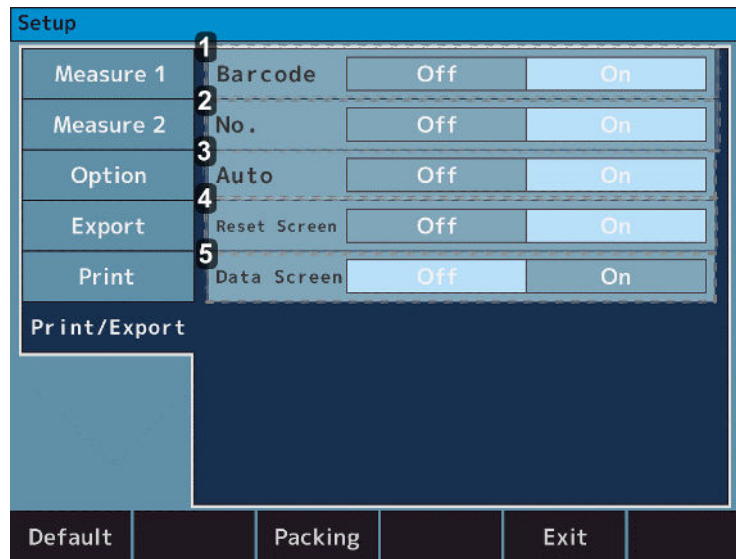 Setup
Measure 1
1 Barcode Off On
Measure 2
2 No. Off On
Option
3 Auto Off On
Export
4 Reset Screen Off On
Print
5 Data Screen Off On
Print/Export
Default Packing Exit